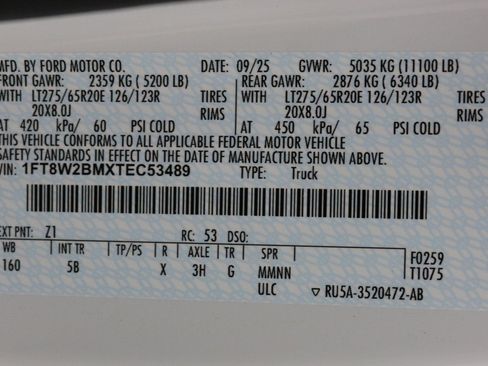 MFD. BY FORD MOTOR CO. DATE: 09/25 GVWR: 5035 KG (11100 LB)
FRONT GAWR: 2359 KG (5200 LB) REAR GAWR: 2876 KG (6340 LB)
WITH LT275/65R20E 126/123R TIRES WITH LT275/65R20E 126/123R TIRES
20X8.0J RIMS 20X8.0J RIMS
AT 420 kPa/ 60 PSI COLD AT 450 kPa/ 65 PSI COLD
THIS VEHICLE CONFORMS TO ALL APPLICABLE FEDERAL MOTOR VEHICLE
SAFETY STANDARDS IN EFFECT ON THE DATE OF MANUFACTURE SHOWN ABOVE.
VIN: 1FT8W2BMXTEC53489 TYPE: Truck
EXT PNT: Z1 RC: 53 DSO:
WB INT TR TP/PS R AXLE TR SPR F0259
160 5B X 3H G MMNN T1075
ULC ▽ RU5A-3520472-AB